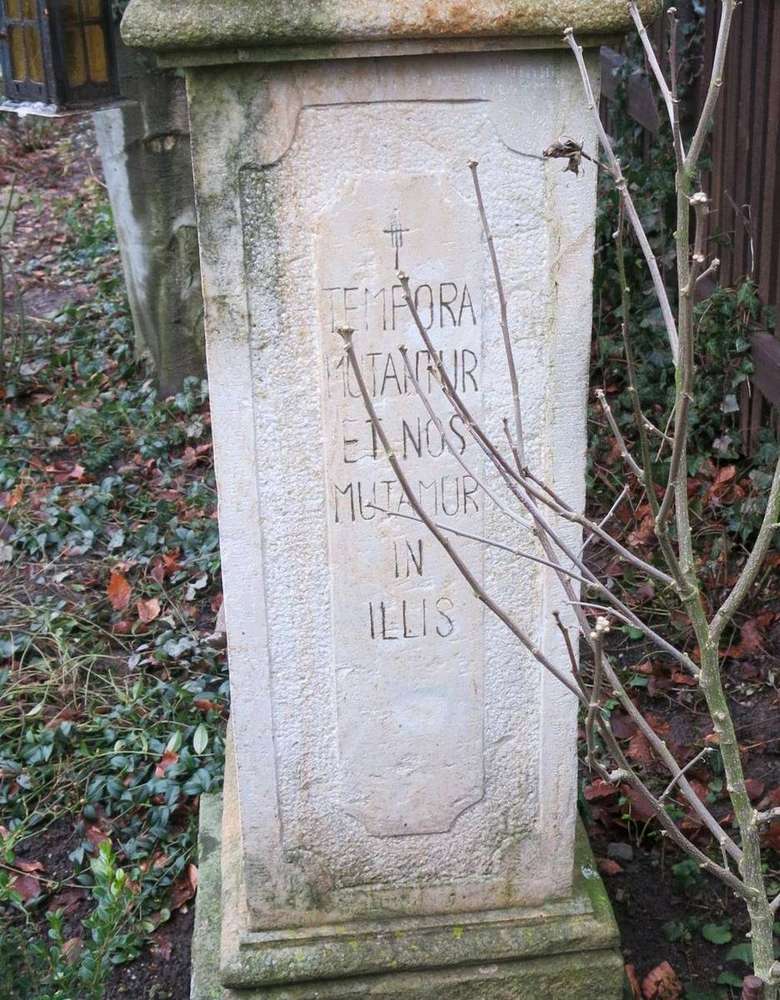 TEMPORA
MUTANTUR
ET NOS
MUTAMUR
IN
ILLIS